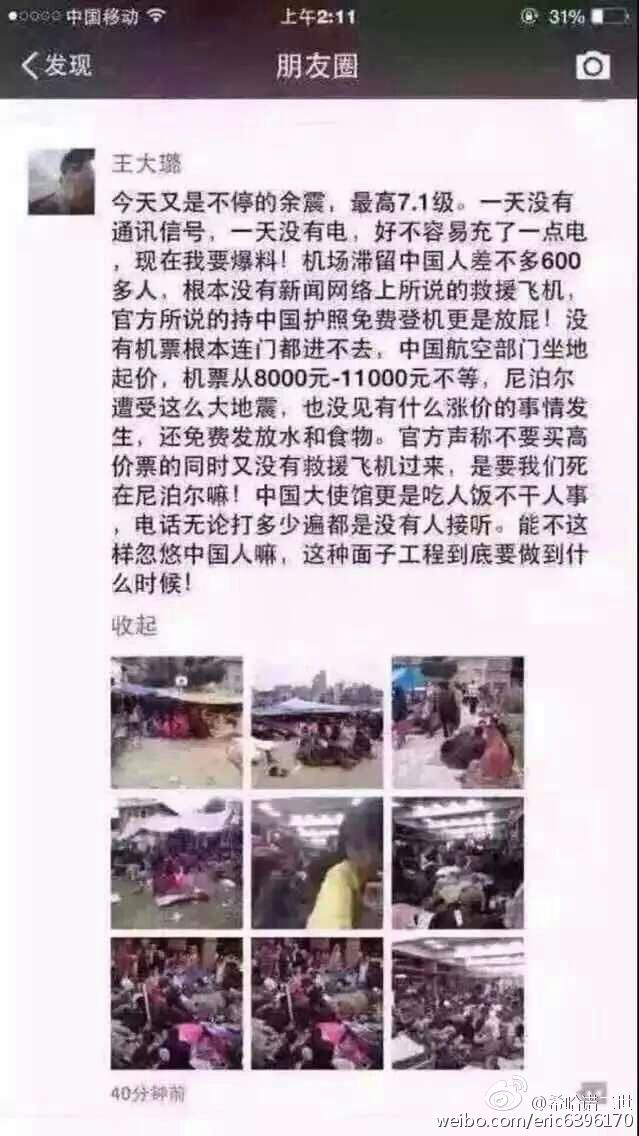 中国移动 上午2:11 31%
发现 朋友圈
王大璐
今天又是不停的余震，最高7.1级。一天没有
通讯信号，一天没有电，好不容易充了一点电
，现在我要爆料！机场滞留中国人差不多600
多人，根本没有新闻网络上所说的救援飞机，
官方所说的持中国护照免费登机更是放屁！没
有机票根本连门都进不去，中国航空部门坐地
起价，机票从8000元-11000元不等，尼泊尔
遭受这么大地震，也没见有什么涨价的事情发
生，还免费发放水和食物。官方声称不要买高
价票的同时又没有救援飞机过来，是要我们死
在尼泊尔嘛！中国大使馆更是吃人饭不干人事
，电话无论打多少遍都是没有人接听。能不这
样忽悠中国人嘛，这种面子工程到底要做到什
么时候！
收起
40分钟前
weibo.com/eric6396170